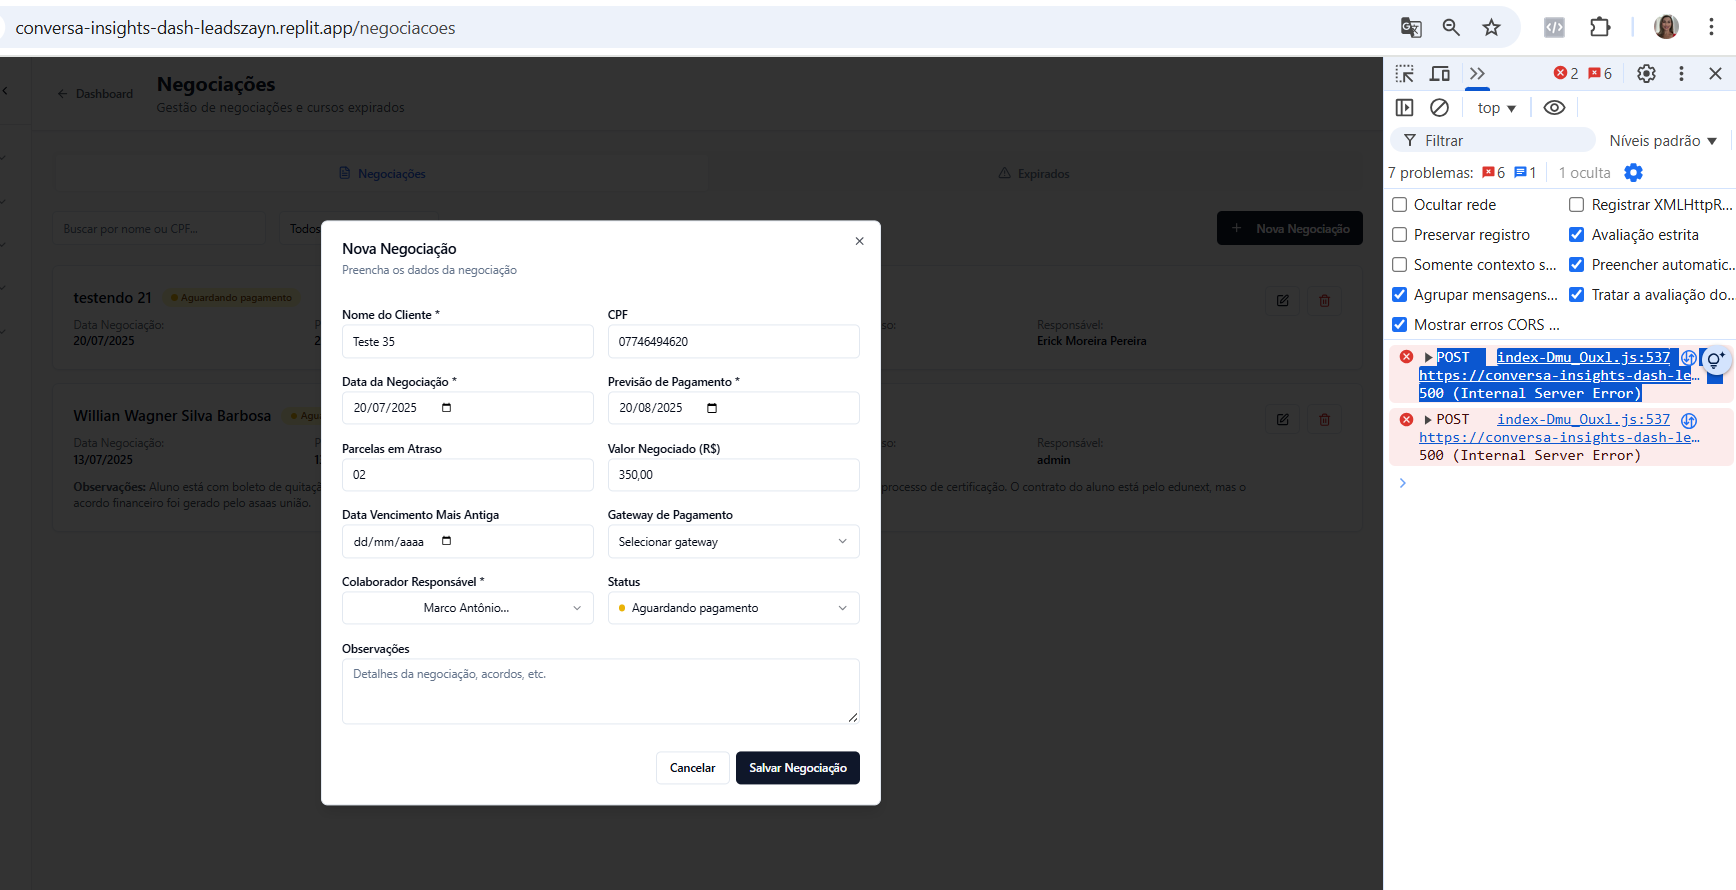 conversa-insights-dash-leadszayn.replit.app/negociacoes
Dashboard
Negociações
Gestão de negociações e cursos expirados
Negociações
Expirados
Buscar por nome ou CPF...
Todos
+ Nova Negociação
testendo 21
Aguardando pagamento
Data Negociação:
20/07/2025
Responsável:
Erick Moreira Pereira
Willian Wagner Silva Barbosa
Data Negociação:
13/07/2025
Responsável:
admin
Observações: Aluno está com boleto de quitaç
processo de certificação. O contrato do aluno está pelo edunext, mas o
acordo financeiro foi gerado pelo asaas união.
Nova Negociação
Preencha os dados da negociação
Nome do Cliente *
CPF
Teste 35
07746494620
Data da Negociação *
Previsão de Pagamento *
20/07/2025
20/08/2025
Parcelas em Atraso
Valor Negociado (R$)
02
350,00
Data Vencimento Mais Antiga
Gateway de Pagamento
dd/mm/aaaa
Selecionar gateway
Colaborador Responsável *
Status
Marco Antônio...
Aguardando pagamento
Observações
Detalhes da negociação, acordos, etc.
Cancelar
Salvar Negociação
2
6
top
Filtrar
Níveis padrão
7 problemas:
6
1
1 oculta
Ocultar rede
Registrar XMLHttpR...
Preservar registro
Avaliação estrita
Somente contexto s...
Preencher automatic...
Agrupar mensagens...
Tratar a avaliação do...
Mostrar erros CORS ...
POST index-Dmu_Ouxl.js:537
https://conversa-insights-dash-le...
500 (Internal Server Error)
POST index-Dmu_Ouxl.js:537
https://conversa-insights-dash-le...
500 (Internal Server Error)